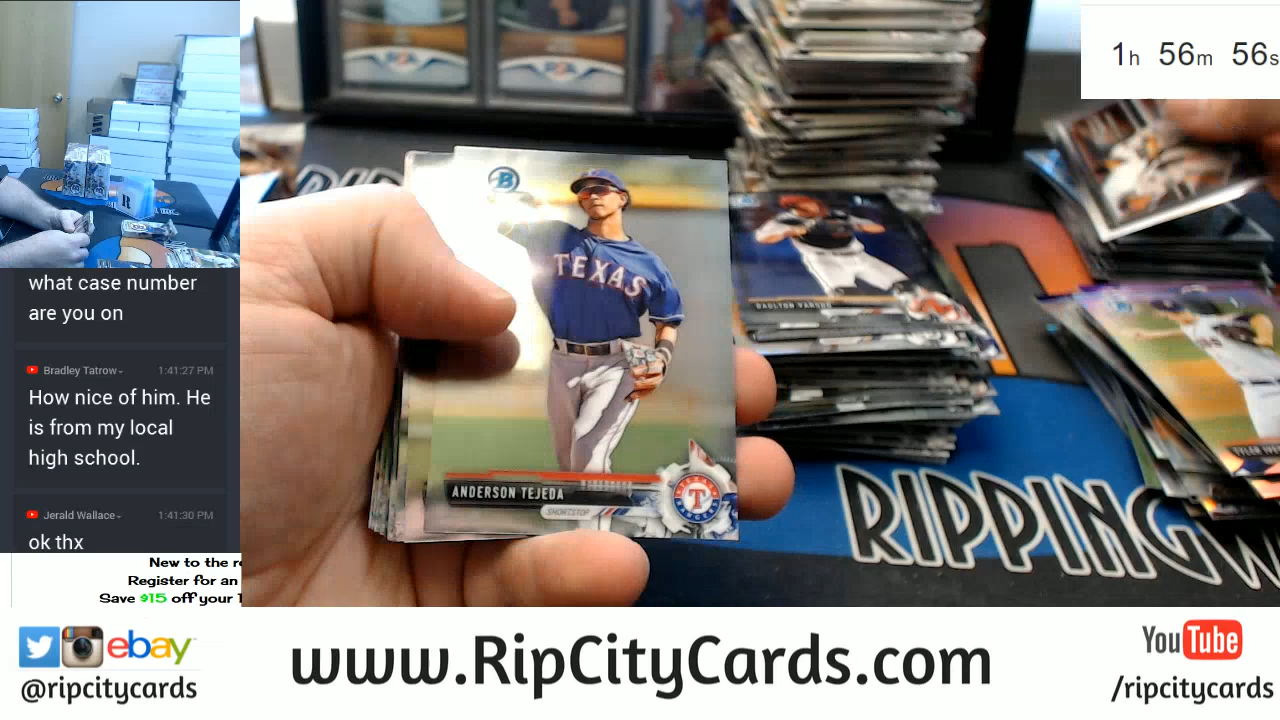 1h 56m 56s
what case number
are you on
Bradley Tatrow
1:41:27 PM
How nice of him. He
is from my local
high school.
Jerald Wallace
1:41:30 PM
ok thx
New to the r
Register for an
Save $15 off your
B
TEXAS
ANDERSON TEJEDA
SHORTSTOP
T
DAULTON VARSHO
RIPPING
R
ebay
@ripcitycards
www.RipCityCards.com
YouTube
/ripcitycards